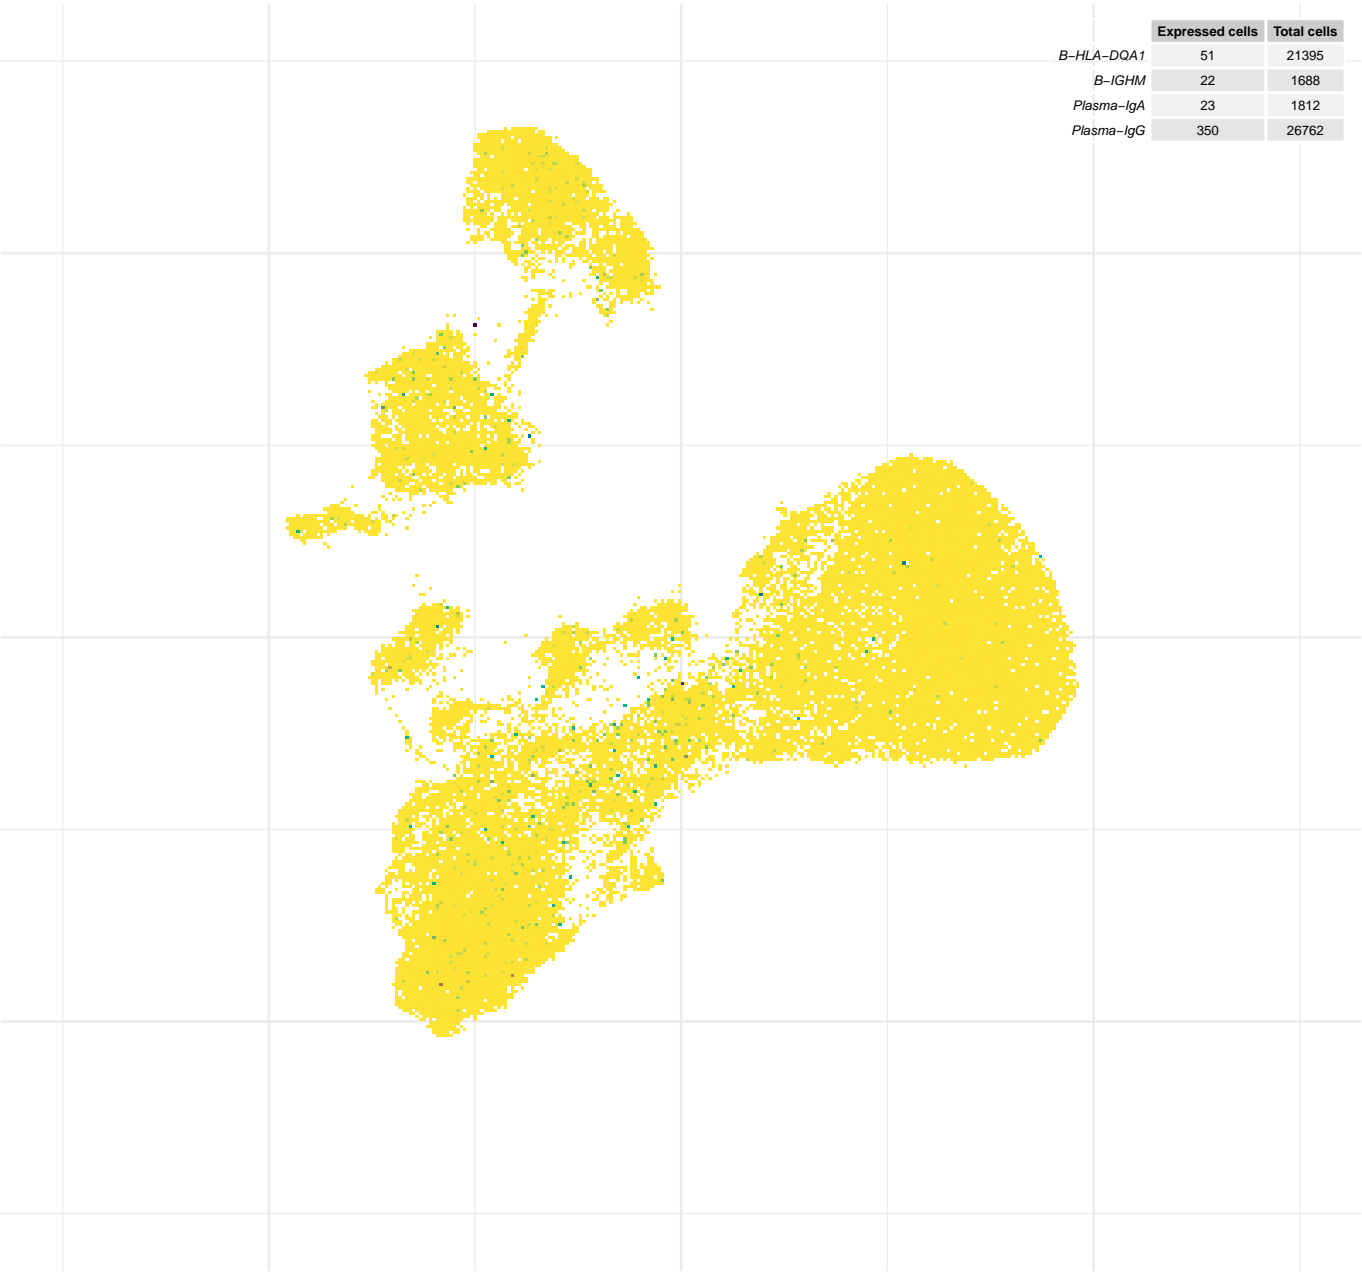 Expressed cells Total cells
B−HLA−DQA1 51 21395
B−IGHM 22 1688
Plasma−IgA 23 1812
Plasma−IgG 350 26762